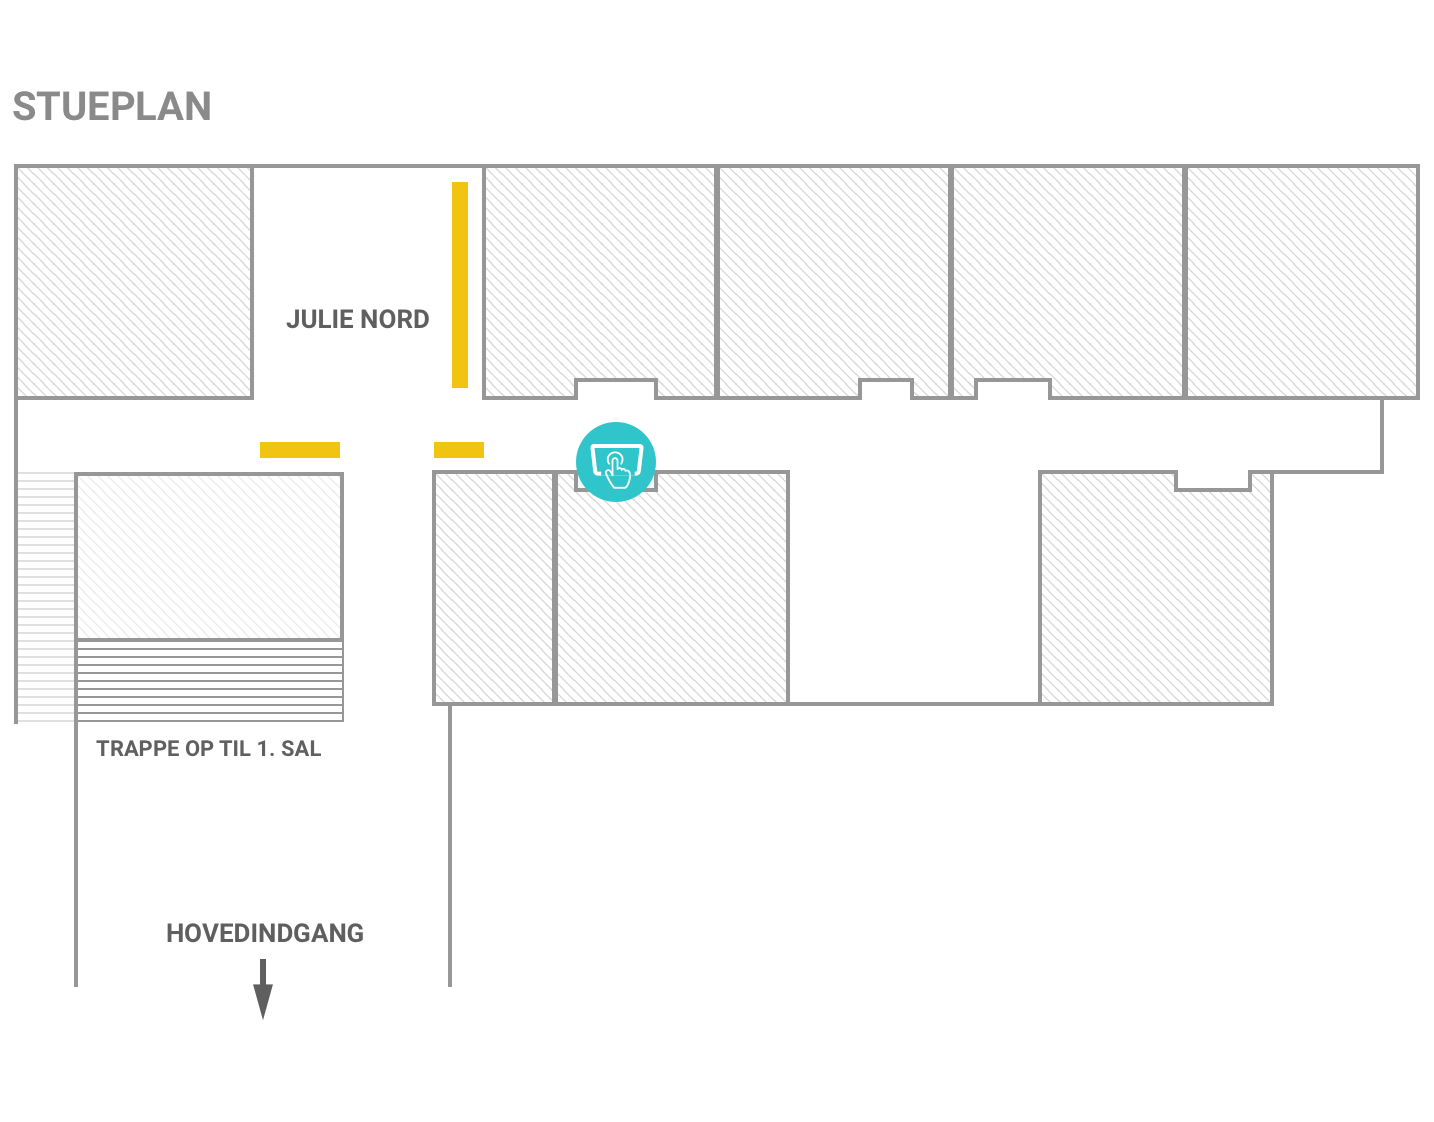 STUEPLAN
JULIE NORD
TRAPPE OP TIL 1. SAL
HOVEDINDGANG